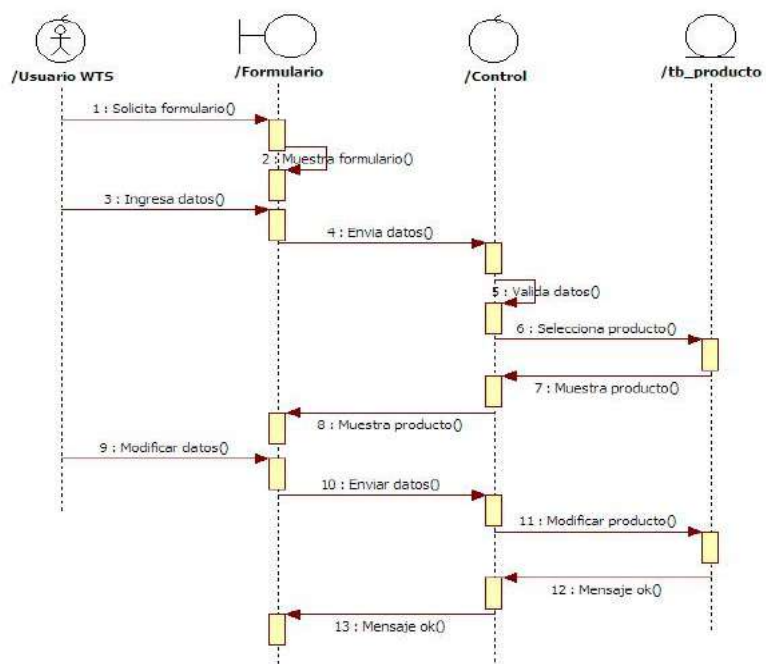 /Usuario WTS
/Formulario
/Control
/tb_producto
1 : Solicita formulario()
2 : Muestra formulario()
3 : Ingresa datos()
4 : Envia datos()
5 : Valida datos()
6 : Selecciona producto()
7 : Muestra producto()
8 : Muestra producto()
9 : Modificar datos()
10 : Enviar datos()
11 : Modificar producto()
12 : Mensaje ok()
13 : Mensaje ok()